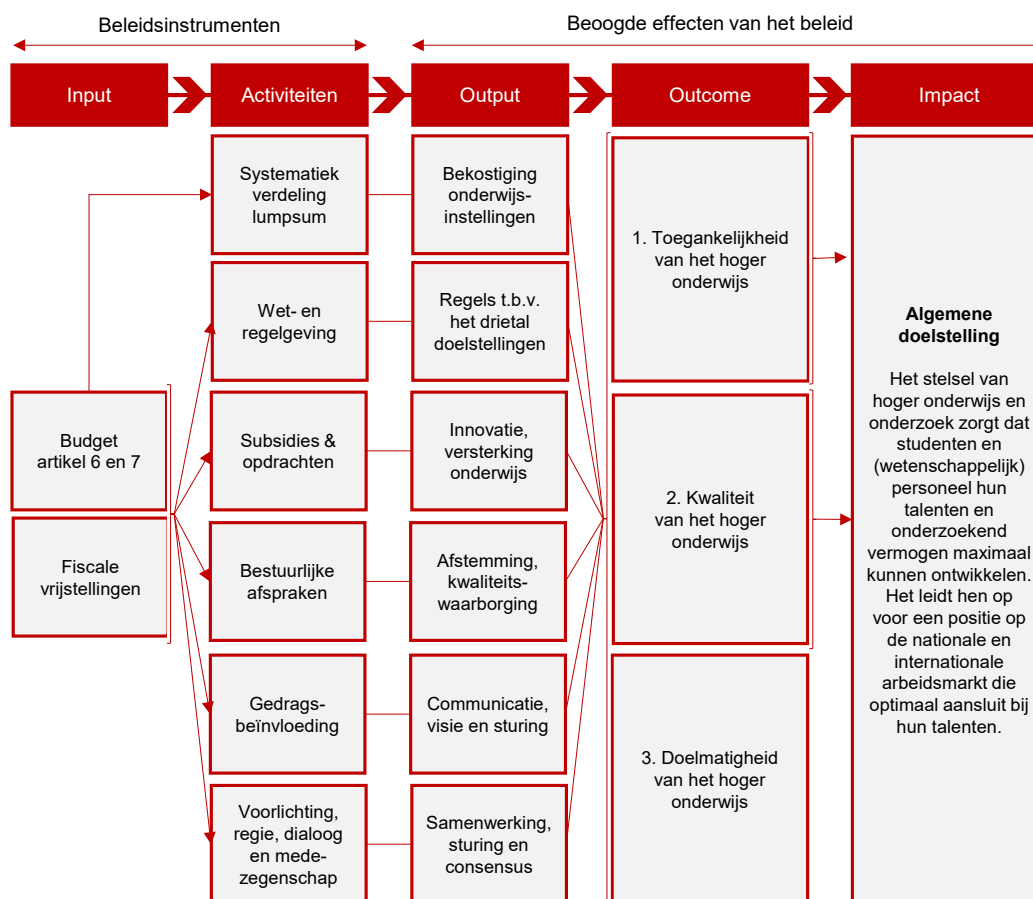 Beleidsinstrumenten
Beoogde effecten van het beleid
Input
Activiteiten
Output
Outcome
Impact
Systematiek
verdeling
lumpsum
Bekostiging
onderwijs-
instellingen
Wet- en
regelgeving
Regels t.b.v.
het drietal
doelstellingen
Budget
artikel 6 en 7
Fiscale
vrijstellingen
Subsidies &
opdrachten
Innovatie,
versterking
onderwijs
Bestuurlijke
afspraken
Afstemming,
kwaliteits-
waarborging
Gedrags-
beïnvloeding
Communicatie,
visie en sturing
Voorlichting,
regie, dialoog
en mede-
zegenschap
Samenwerking,
sturing en
consensus
1. Toegankelijkheid
van het hoger
onderwijs
2. Kwaliteit
van het hoger
onderwijs
3. Doelmatigheid
van het hoger
onderwijs
Algemene
doelstelling
Het stelsel van
hoger onderwijs en
onderzoek zorgt dat
studenten en
(wetenschappelijk)
personeel hun
talenten en
onderzoekend
vermogen maximaal
kunnen ontwikkelen.
Het leidt hen op
voor een positie op
de nationale en
internationale
arbeidsmarkt die
optimaal aansluit bij
hun talenten.